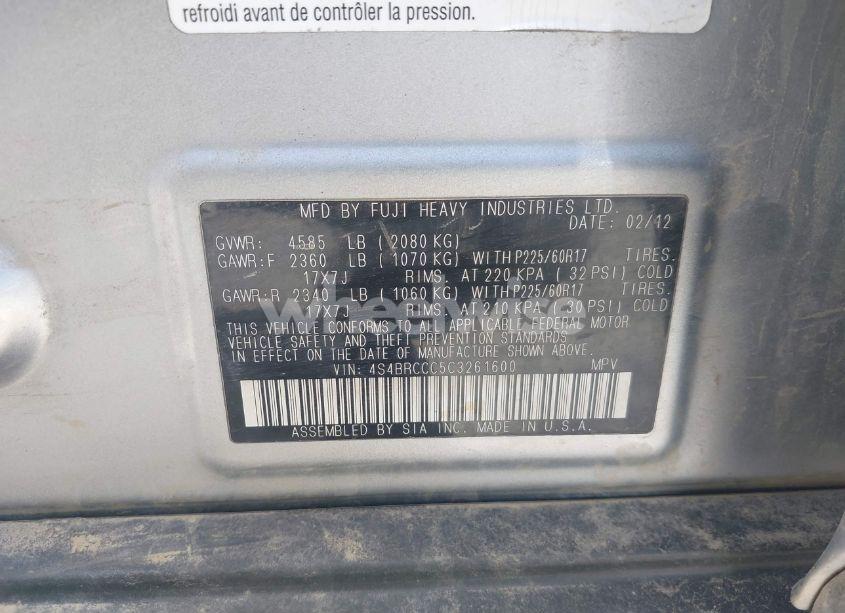 refroidi avant de contrôler la pression.
MFD BY FUJI HEAVY INDUSTRIES LTD.
DATE: 02/12
GVWR: 4585 LB (2080 KG)
GAWR:F 2360 LB (1070 KG) WITH P225/60R17 TIRES.
17X7J RIMS. AT 220 KPA (32 PSI) COLD
GAWR:R 2340 LB (1060 KG) WITH P225/60R17 TIRES.
17X7J RIMS. AT 210 KPA (30 PSI) COLD
THIS VEHICLE CONFORMS TO ALL APPLICABLE FEDERAL MOTOR
VEHICLE SAFETY AND THEFT PREVENTION STANDARDS
IN EFFECT ON THE DATE OF MANUFACTURE SHOWN ABOVE.
VIN: 4S4BRCCC5C3261600 MPV
ASSEMBLED BY SIA INC. MADE IN U.S.A.